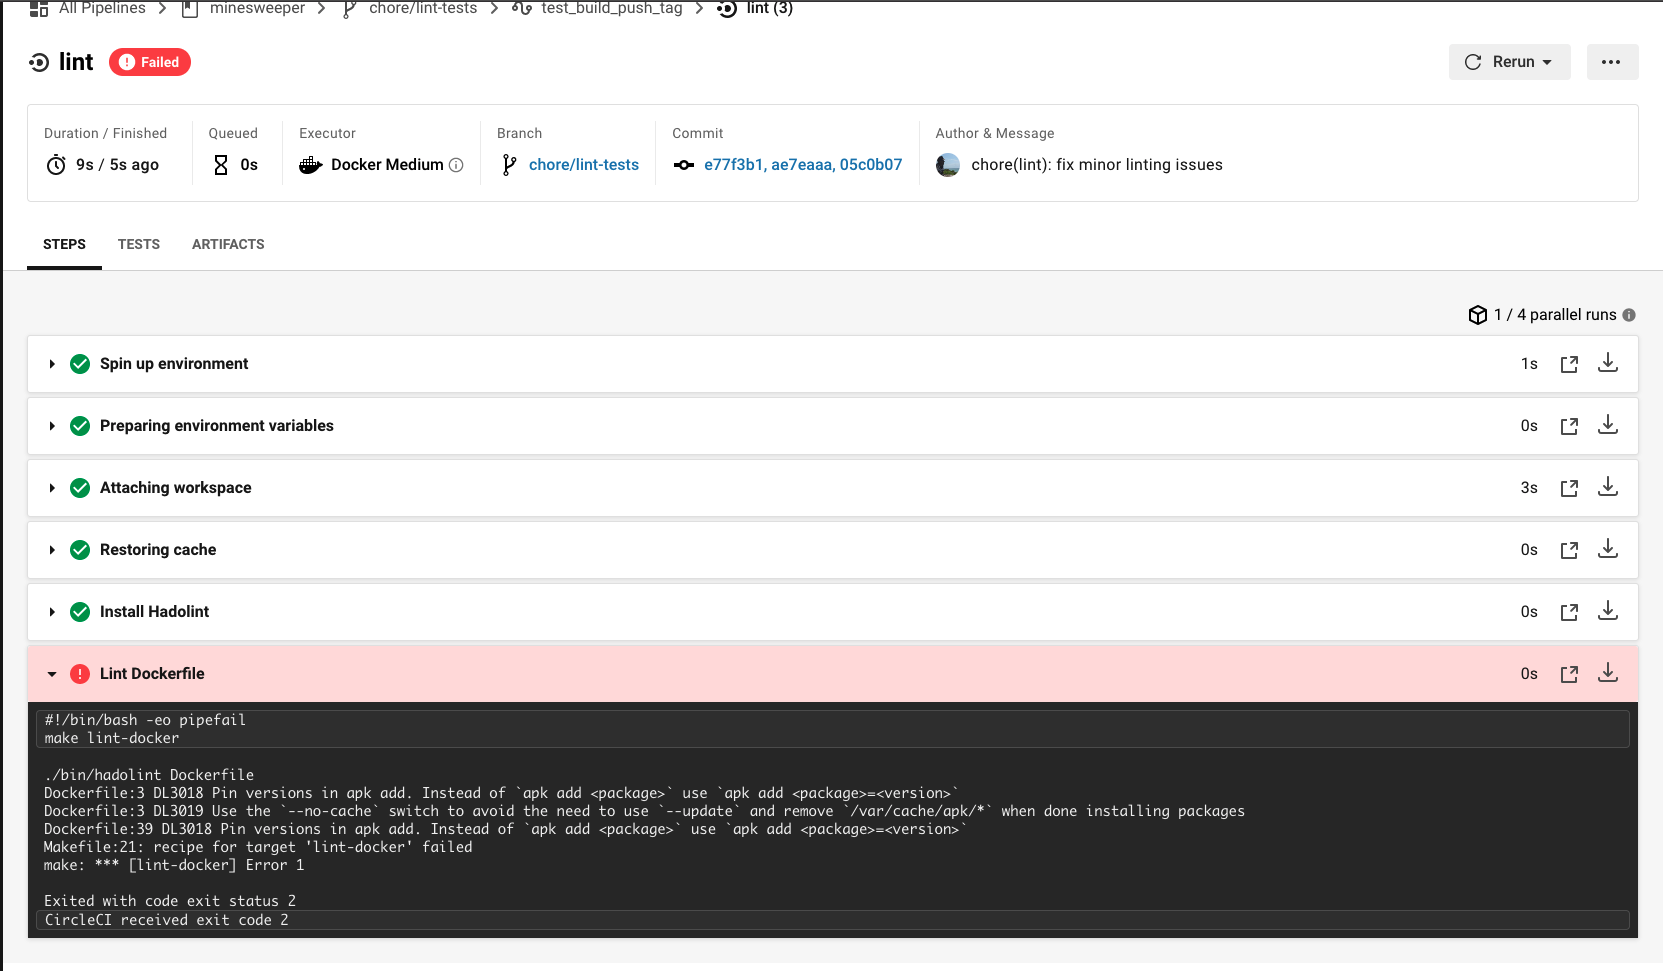 All Pipelines > minesweeper > chore/lint-tests > test_build_push_tag > lint (3)
lint Failed Rerun
Duration / Finished Queued Executor Branch Commit Author & Message
9s / 5s ago 0s Docker Medium chore/lint-tests e77f3b1, ae7eaaa, 05c0b07 chore(lint): fix minor linting issues
STEPS TESTS ARTIFACTS
1 / 4 parallel runs
Spin up environment 1s
Preparing environment variables 0s
Attaching workspace 3s
Restoring cache 0s
Install Hadolint 0s
Lint Dockerfile 0s
#!/bin/bash -eo pipefail
make lint-docker
./bin/hadolint Dockerfile
Dockerfile:3 DL3018 Pin versions in apk add. Instead of `apk add <package>` use `apk add <package>=<version>`
Dockerfile:3 DL3019 Use the `--no-cache` switch to avoid the need to use `--update` and remove `/var/cache/apk/*` when done installing packages
Dockerfile:39 DL3018 Pin versions in apk add. Instead of `apk add <package>` use `apk add <package>=<version>`
Makefile:21: recipe for target 'lint-docker' failed
make: *** [lint-docker] Error 1
Exited with code exit status 2
CircleCI received exit code 2